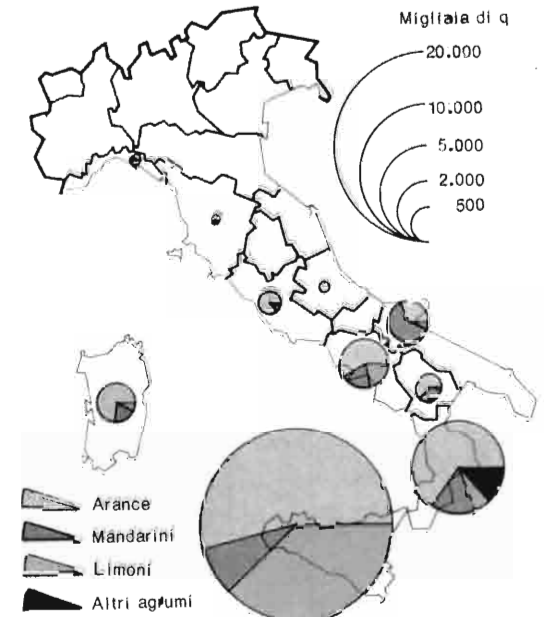 Migliaia di q
20.000
10.000
5.000
2.000
500
Arance
Mandarini
Limoni
Altri agrumi